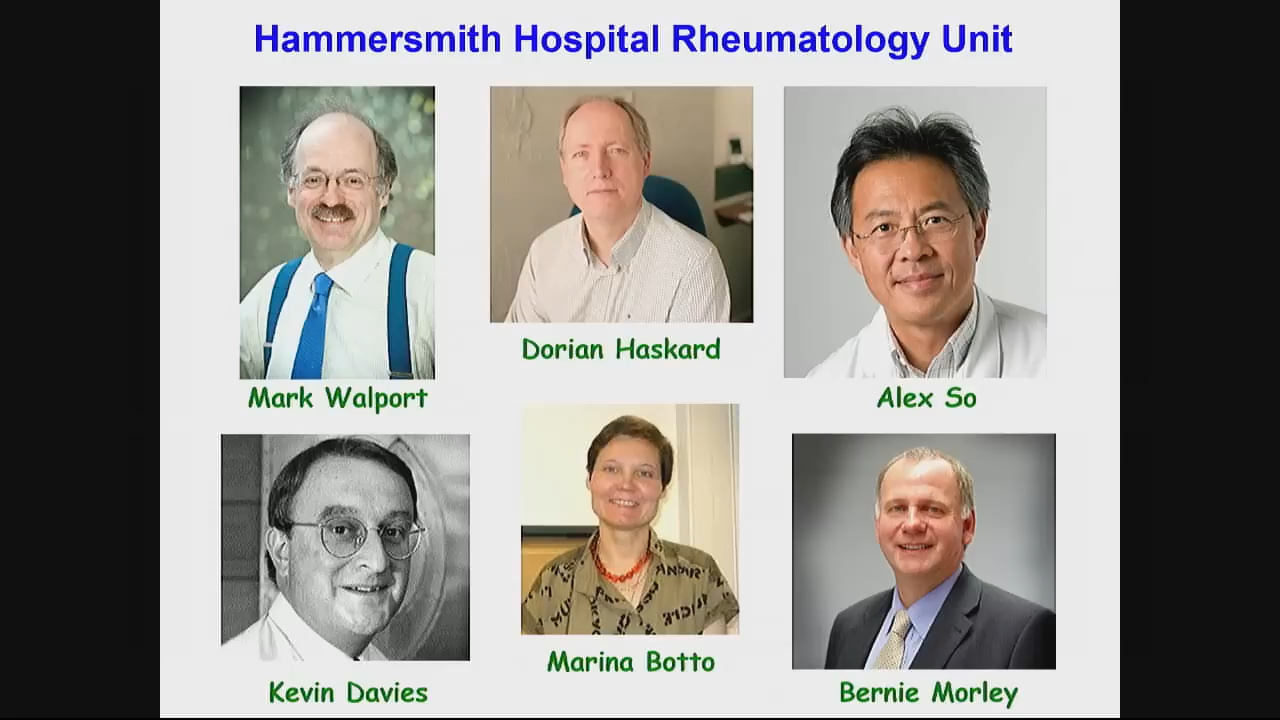 Hammersmith Hospital Rheumatology Unit
Dorian Haskard
Mark Walport
Alex So
Marina Botto
Kevin Davies
Bernie Morley